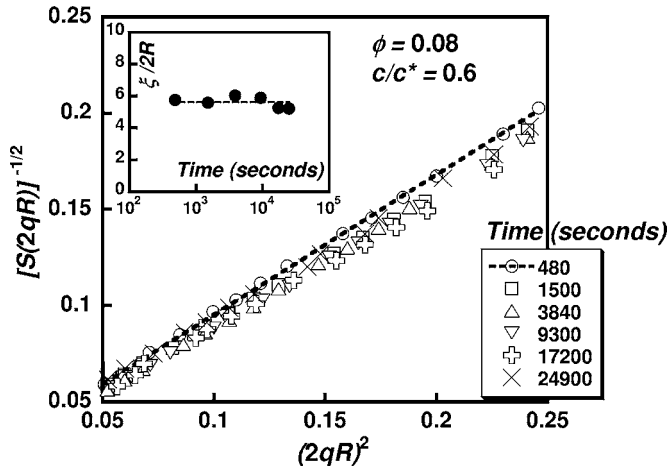 0.25
0.2
0.15
0.1
0.05
[S(2qR)]^{-1/2}
10
8
6
4
2
0
ξ/2R
Time (seconds)
10^2 10^3 10^4 10^5
ϕ = 0.08
c/c* = 0.6
Time (seconds)
480
1500
3840
9300
17200
24900
0.05 0.1 0.15 0.2 0.25
(2qR)^2